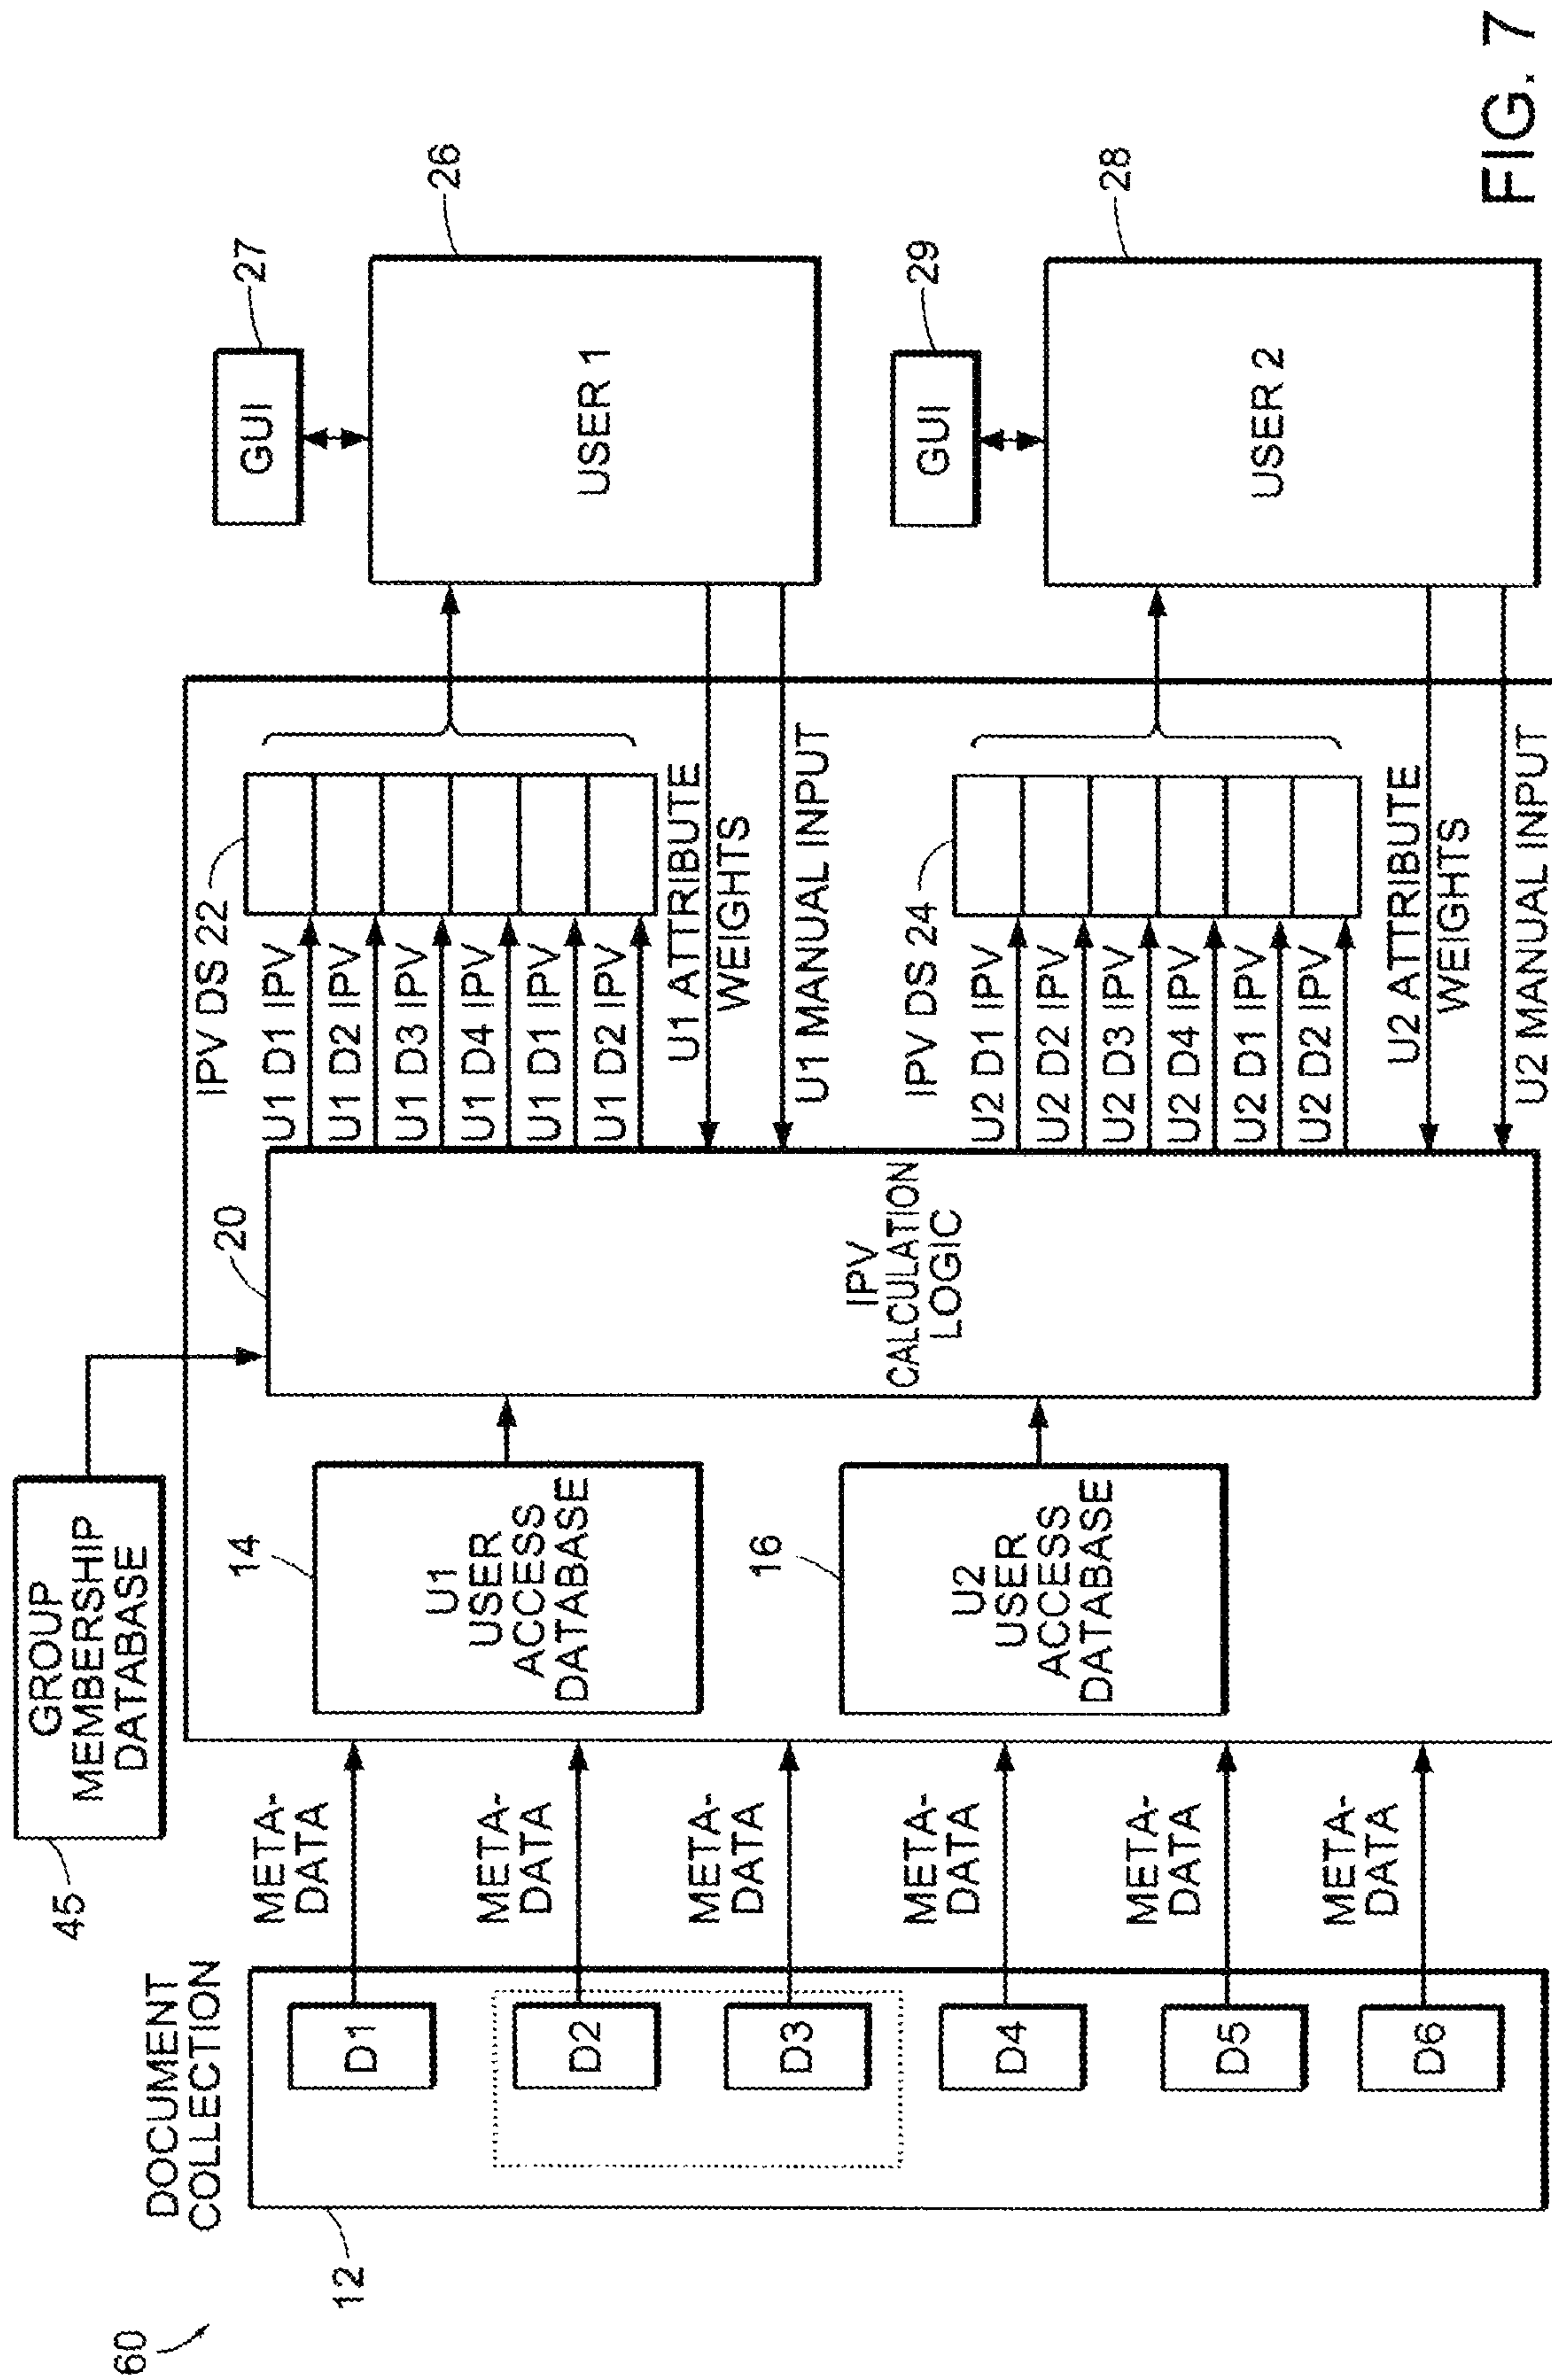 60
12
DOCUMENT
COLLECTION
D1
D2
D3
D4
D5
D6
META-
DATA
META-
DATA
META-
DATA
META-
DATA
META-
DATA
META-
DATA
45
GROUP
MEMBERSHIP
DATABASE
14
U1
USER
ACCESS
DATABASE
16
U2
USER
ACCESS
DATABASE
20
IPV
CALCULATION
LOGIC
IPV DS 22
U1 D1 IPV
U1 D2 IPV
U1 D3 IPV
U1 D4 IPV
U1 D1 IPV
U1 D2 IPV
U1 ATTRIBUTE
WEIGHTS
U1 MANUAL INPUT
IPV DS 24
U2 D1 IPV
U2 D2 IPV
U2 D3 IPV
U2 D4 IPV
U2 D1 IPV
U2 D2 IPV
U2 ATTRIBUTE
WEIGHTS
U2 MANUAL INPUT
GUI
27
USER 1
26
GUI
29
USER 2
28
FIG. 7